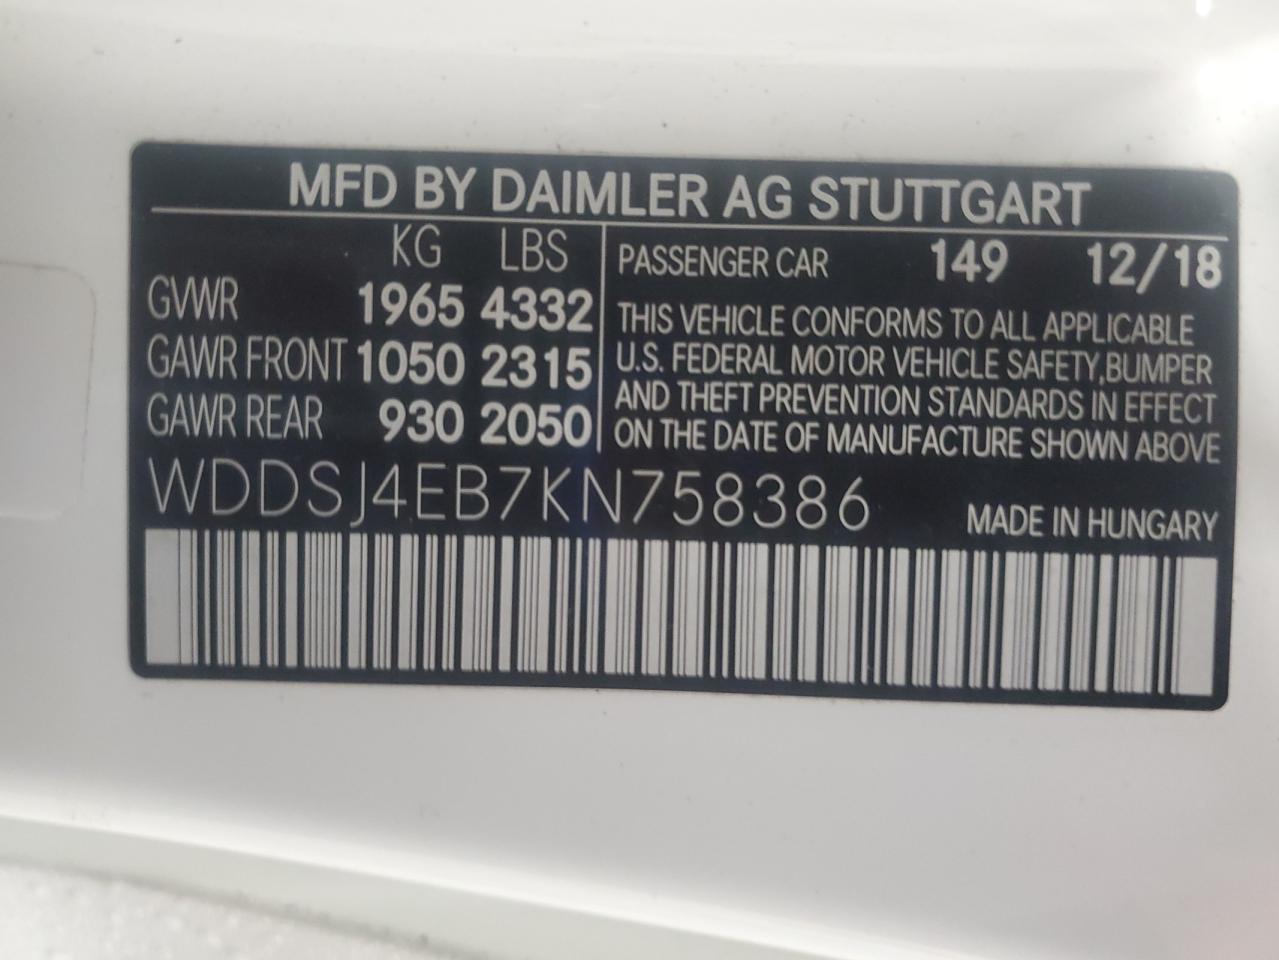 MFD BY DAIMLER AG STUTTGART
KG LBS
GVWR 1965 4332
GAWR FRONT 1050 2315
GAWR REAR 930 2050
PASSENGER CAR 149 12/18
THIS VEHICLE CONFORMS TO ALL APPLICABLE
U.S. FEDERAL MOTOR VEHICLE SAFETY,BUMPER
AND THEFT PREVENTION STANDARDS IN EFFECT
ON THE DATE OF MANUFACTURE SHOWN ABOVE
WDDSJ4EB7KN758386
MADE IN HUNGARY